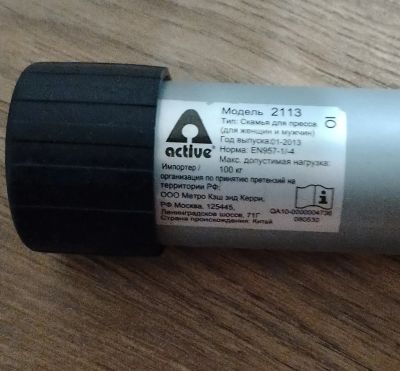 Модель 2113
Тип: Скамья для пресса
(для женщин и мужчин)
Год выпуска:01-2013
Норма: EN957-1/-4
Макс. допустимая нагрузка:
100 кг
active®
Импортер /
организация по принятию претензий на
территории РФ:
ООО Метро Кэш энд Керри,
РФ Москва, 125445,
Ленинградское шоссе, 71Г
Страна происхождения: Китай
QA10-0000004736
080530